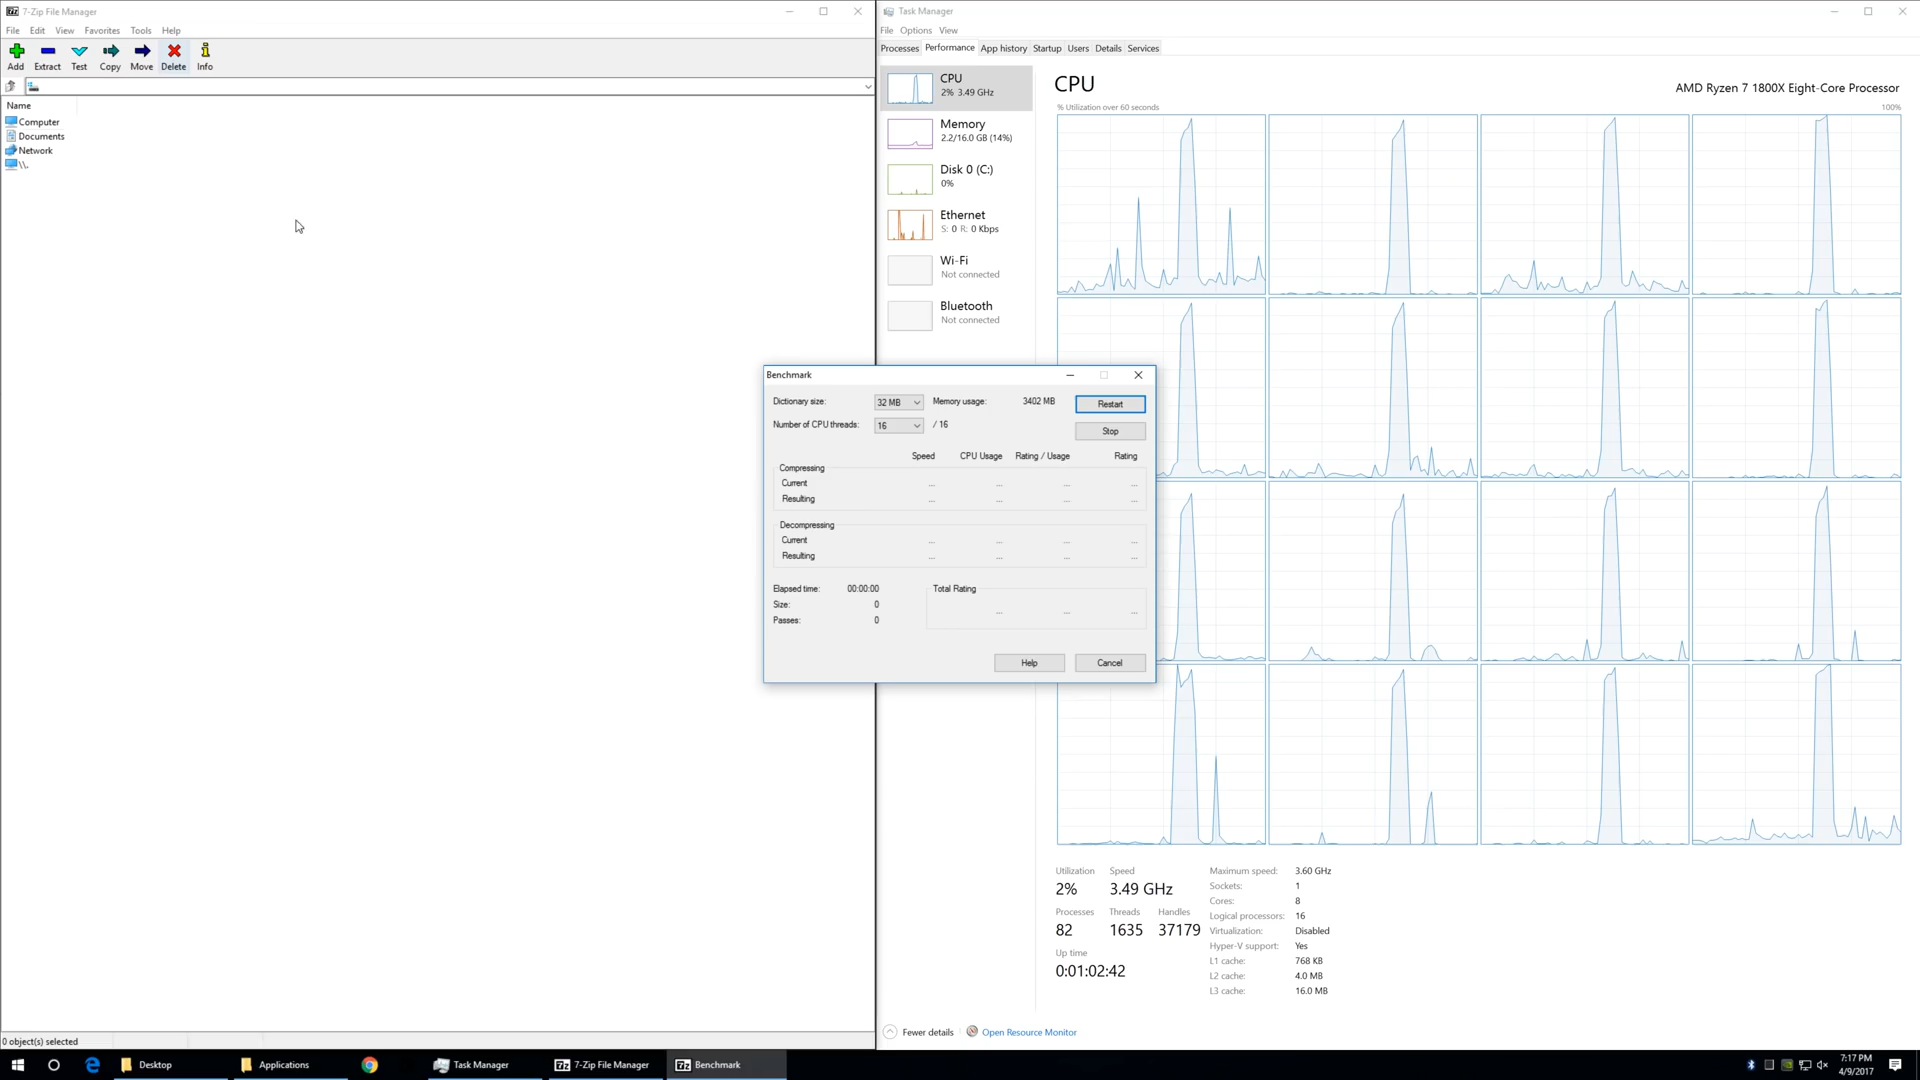 7-Zip File Manager
File Edit View Favorites Tools Help
Add Extract Test Copy Move Delete Info
Name
Computer
Documents
Network
\\.
0 object(s) selected
Task Manager
File Options View
Processes Performance App history Startup Users Details Services
CPU
2% 3.49 GHz
Memory
2.2/16.0 GB (14%)
Disk 0 (C:)
0%
Ethernet
S: 0 R: 0 Kbps
Wi-Fi
Not connected
Bluetooth
Not connected
CPU
AMD Ryzen 7 1800X Eight-Core Processor
% Utilization over 60 seconds 100%
Benchmark
Dictionary size: 32 MB Memory usage: 3402 MB Restart
Number of CPU threads: 16 / 16
Stop
Speed CPU Usage Rating / Usage Rating
Compressing
Current ... ... ... ...
Resulting ... ... ... ...
Decompressing
Current ... ... ... ...
Resulting ... ... ... ...
Elapsed time: 00:00:00 Total Rating
Size: 0
... ... ...
Passes: 0
Help Cancel
Utilization Speed
2% 3.49 GHz
Processes Threads Handles
82 1635 37179
Up time
0:01:02:42
Maximum speed: 3.60 GHz
Sockets: 1
Cores: 8
Logical processors: 16
Virtualization: Disabled
Hyper-V support: Yes
L1 cache: 768 KB
L2 cache: 4.0 MB
L3 cache: 16.0 MB
Fewer details Open Resource Monitor
Desktop Applications Task Manager 7-Zip File Manager Benchmark
7:17 PM
4/9/2017